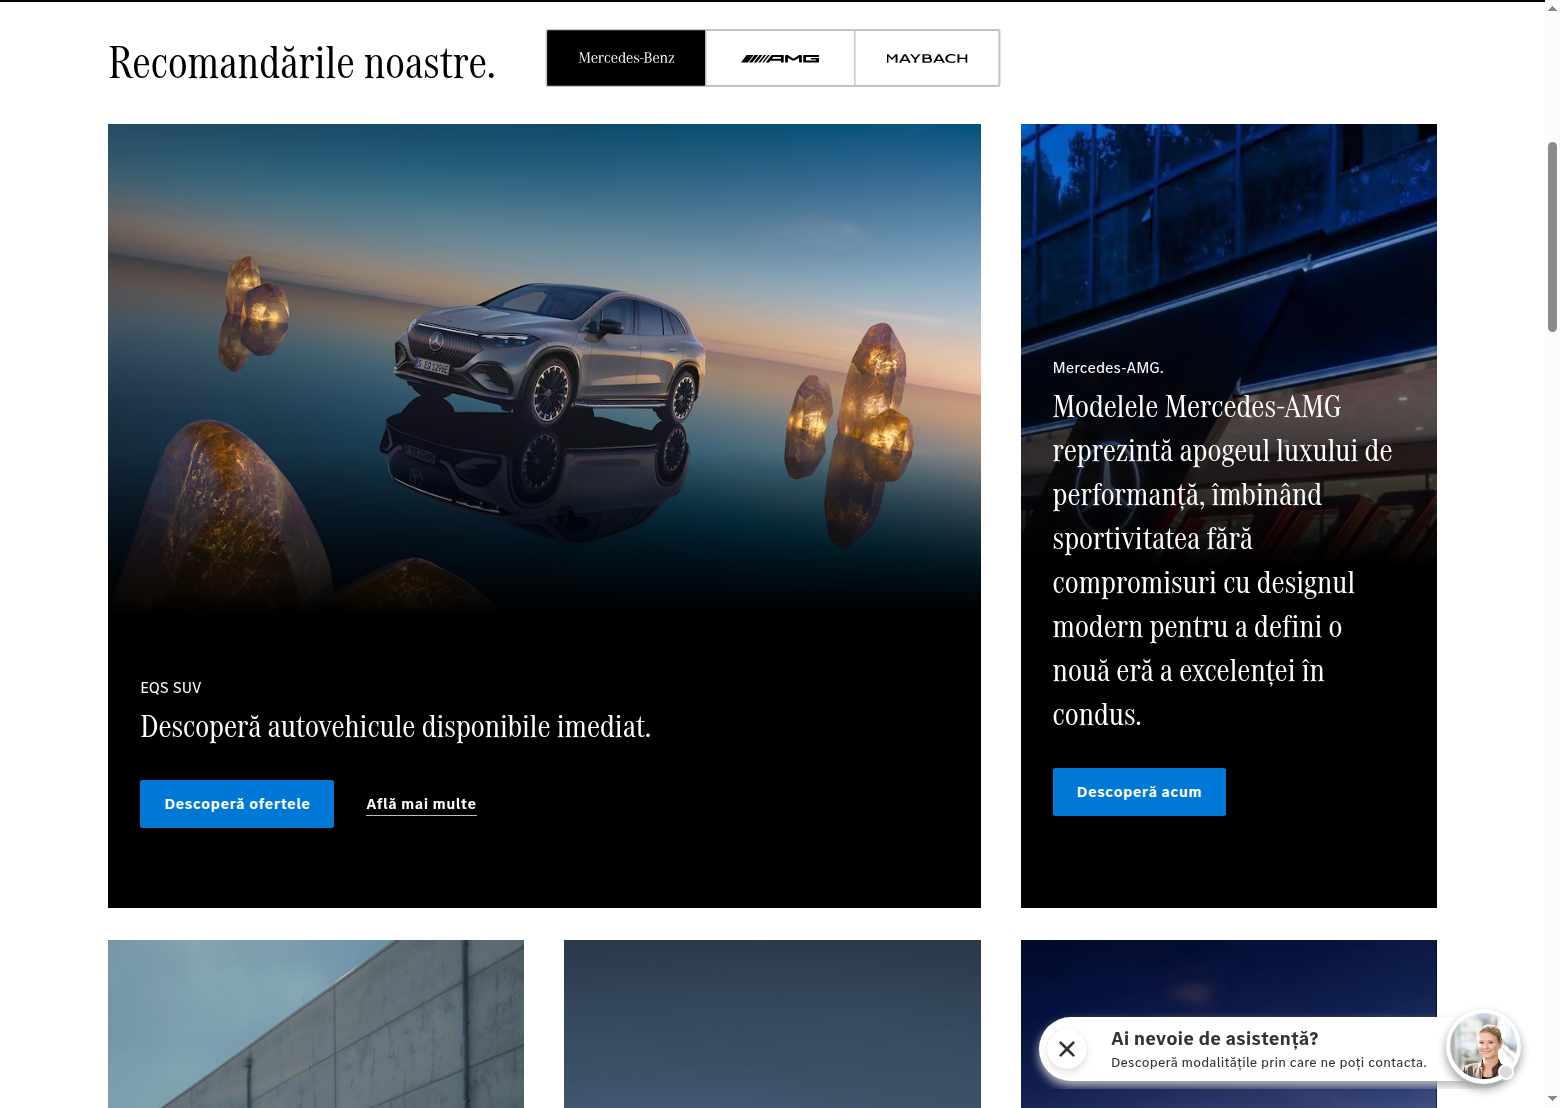 Recomandările noastre.
Mercedes-Benz
AMG
MAYBACH
EQS SUV
Descoperă autovehicule disponibile imediat.
Descoperă ofertele
Află mai multe
Mercedes-AMG.
Modelele Mercedes-AMG
reprezintă apogeul luxului de
performanță, îmbinând
sportivitatea fără
compromisuri cu designul
modern pentru a defini o
nouă eră a excelenței în
condus.
Descoperă acum
Ai nevoie de asistență?
Descoperă modalitățile prin care ne poți contacta.